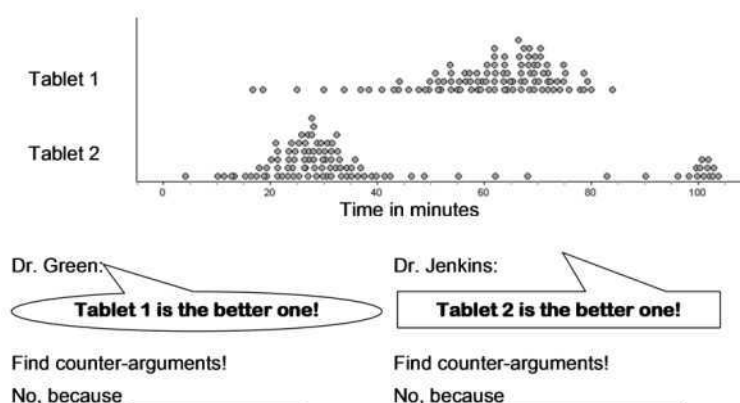 Tablet 1
Tablet 2
0 20 40 60 80 100
Time in minutes
Dr. Green: Dr. Jenkins:
Tablet 1 is the better one! Tablet 2 is the better one!
Find counter-arguments! Find counter-arguments!
No, because No, because